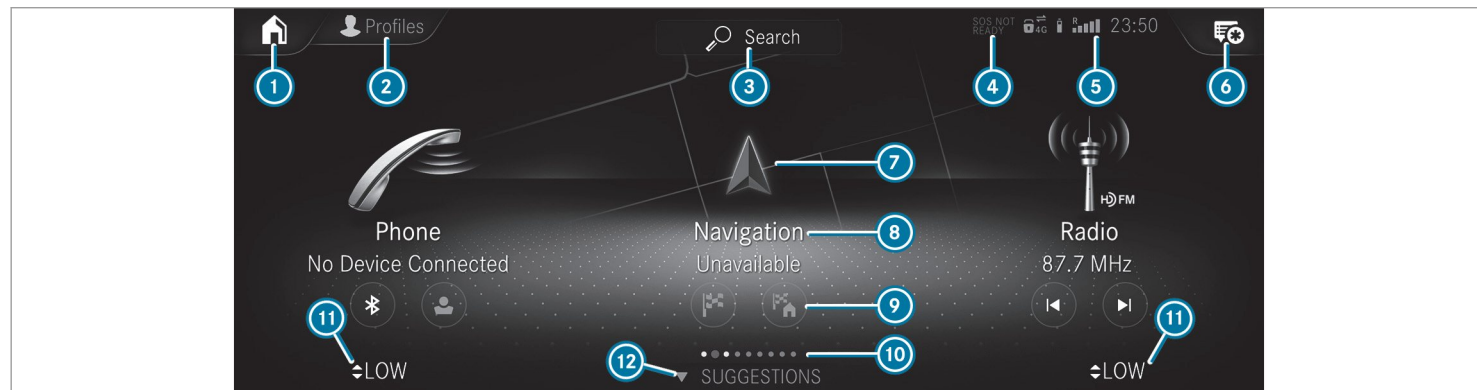 Profiles
Search
SOS NOT
READY
4G
R
23:50
1
2
3
4
5
6
7
HD FM
Phone
Navigation
8
Radio
No Device Connected
Unavailable
87.7 MHz
9
11
11
10
12
LOW
SUGGESTIONS
LOW